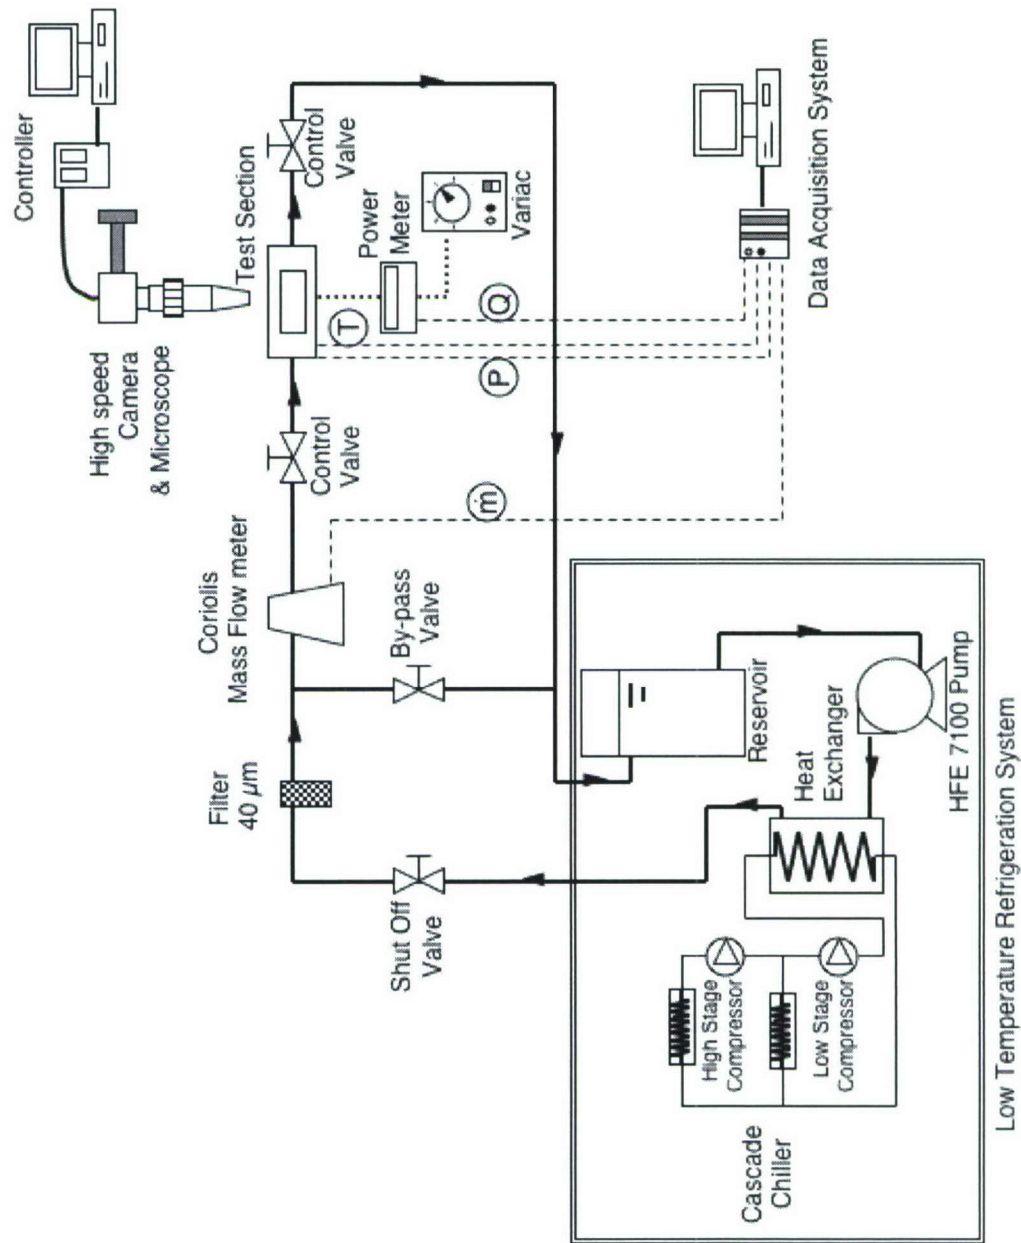 Controller
High speed
Camera
& Microscope
Test Section
Control
Valve
Power
Meter
Variac
T
P
Q
ṁ
Data Acquisition System
Control
Valve
Coriolis
Mass Flow meter
By-pass
Valve
Filter
40 µm
Shut Off
Valve
Reservoir
Heat
Exchanger
HFE 7100 Pump
High Stage
Compressor
Low Stage
Compressor
Cascade
Chiller
Low Temperature Refrigeration System